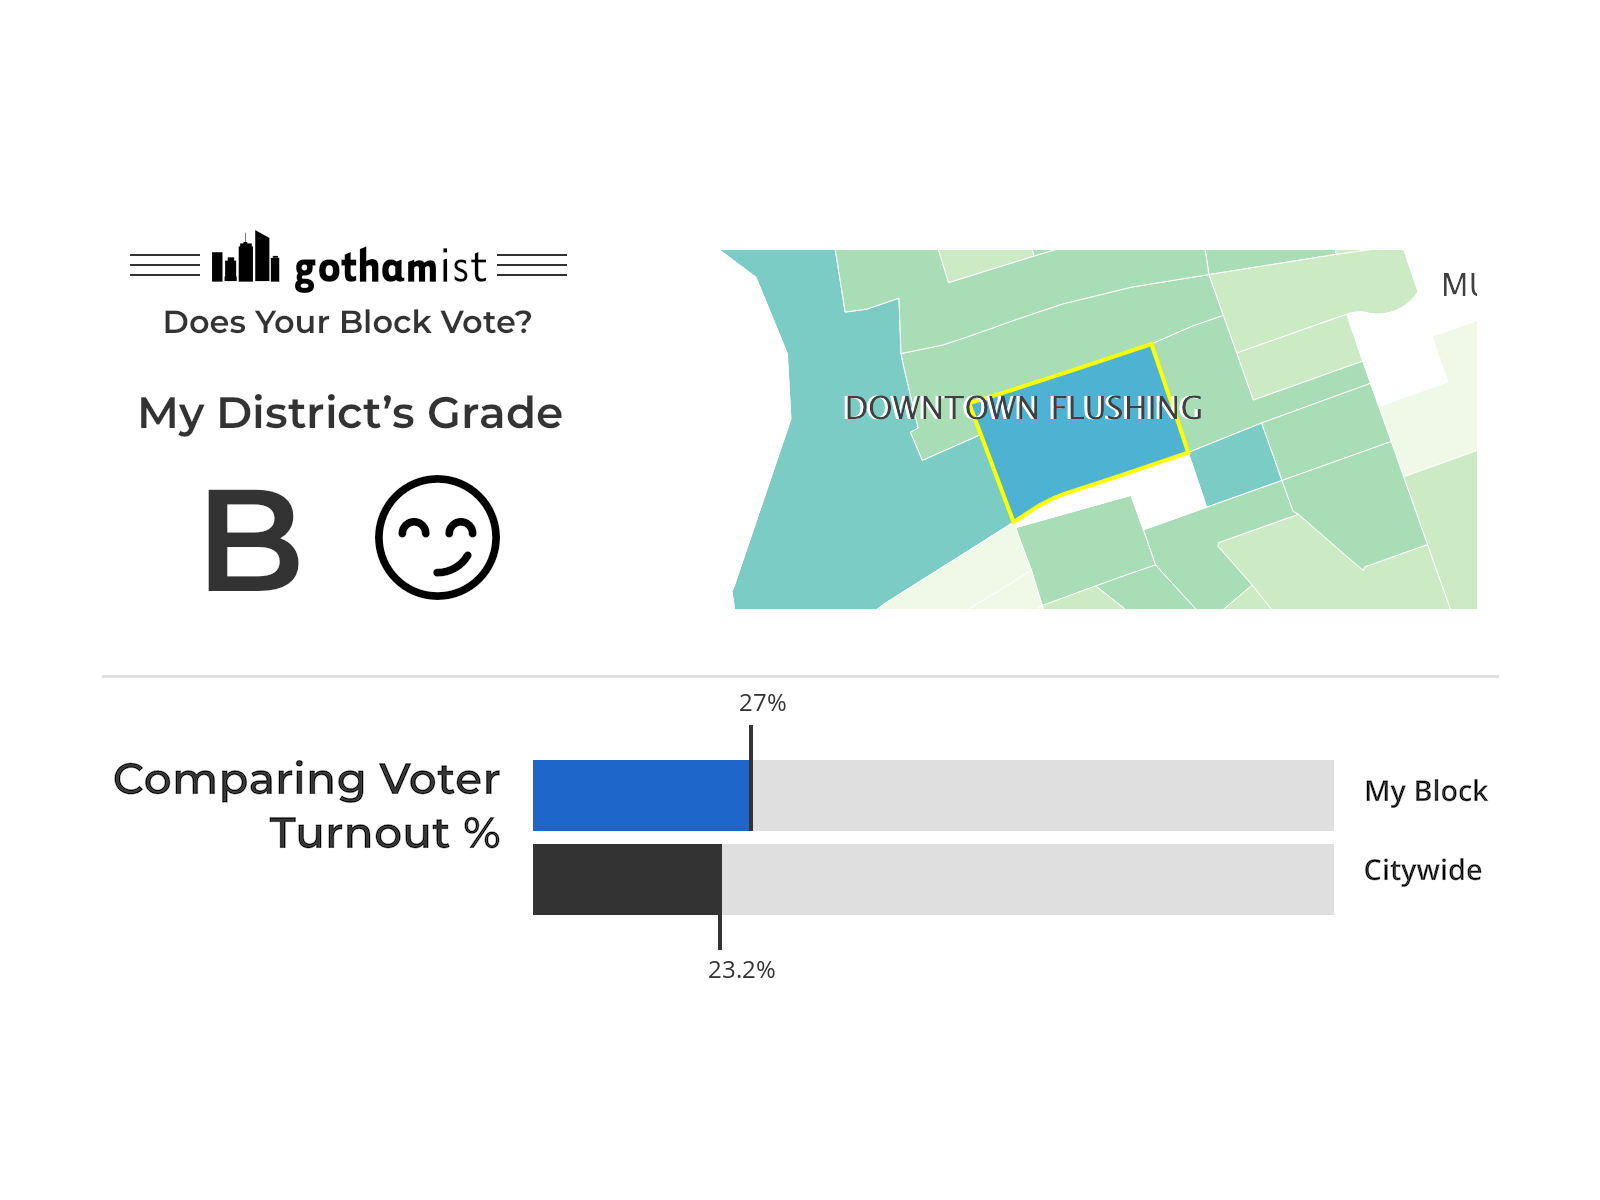 gothamist
Does Your Block Vote?
My District’s Grade
B
DOWNTOWN FLUSHING
MU
27%
Comparing Voter
Turnout %
My Block
Citywide
23.2%